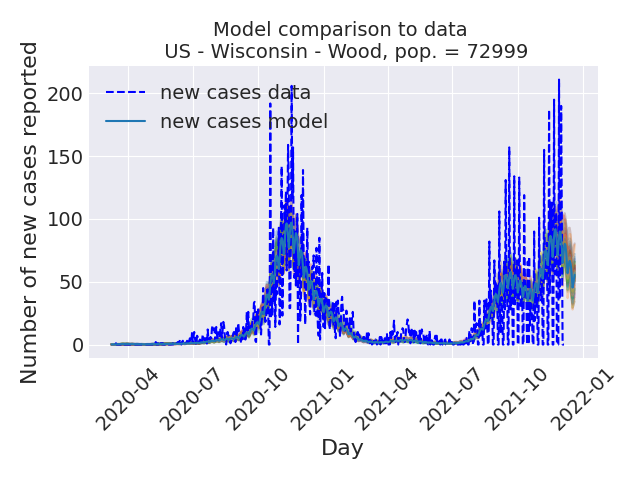 Model comparison to data
US - Wisconsin - Wood, pop. = 72999
Number of new cases reported
200
150
100
50
0
new cases data
new cases model
2020-04
2020-07
2020-10
2021-01
2021-04
2021-07
2021-10
2022-01
Day